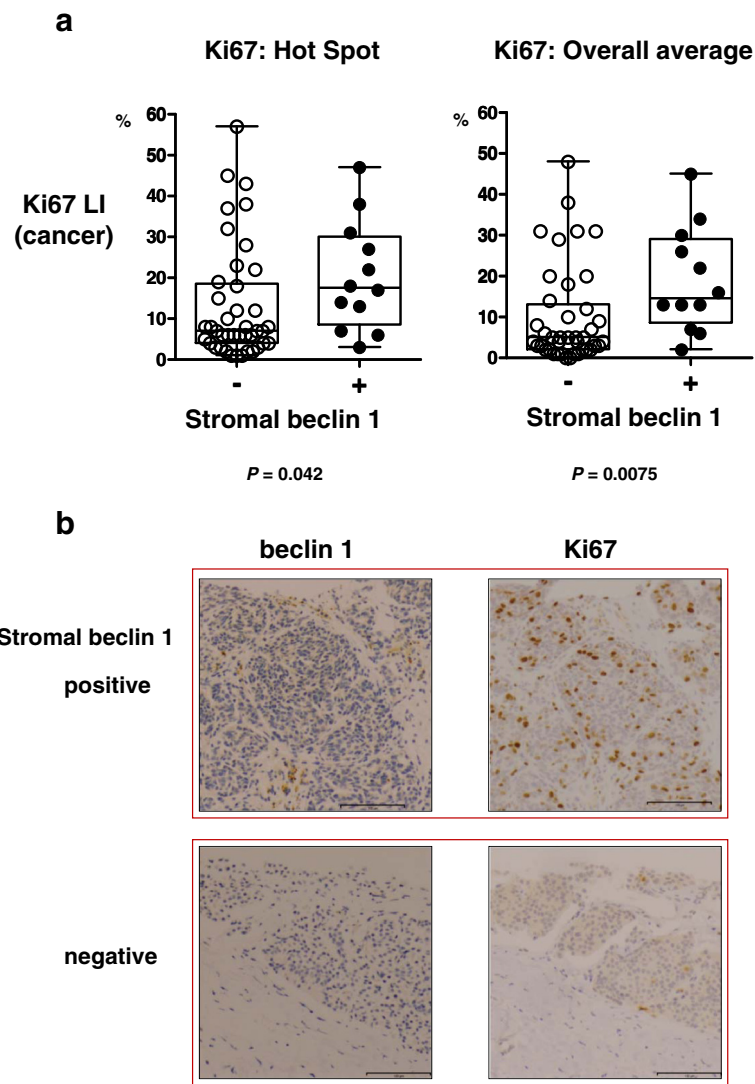 a
Ki67: Hot Spot
Ki67: Overall average
%
60
50
40
30
20
10
0
Ki67 LI
(cancer)
-
+
Stromal beclin 1
P = 0.042
%
60
50
40
30
20
10
0
-
+
Stromal beclin 1
P = 0.0075
b
beclin 1
Ki67
Stromal beclin 1
positive
negative